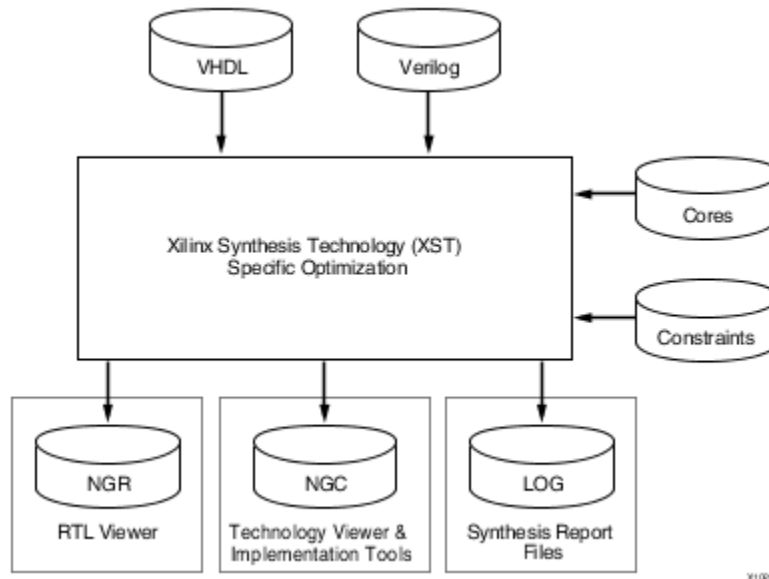 VHDL
Verilog
Xilinx Synthesis Technology (XST)
Specific Optimization
Cores
Constraints
NGR
NGC
LOG
RTL Viewer
Technology Viewer &
Implementation Tools
Synthesis Report
Files